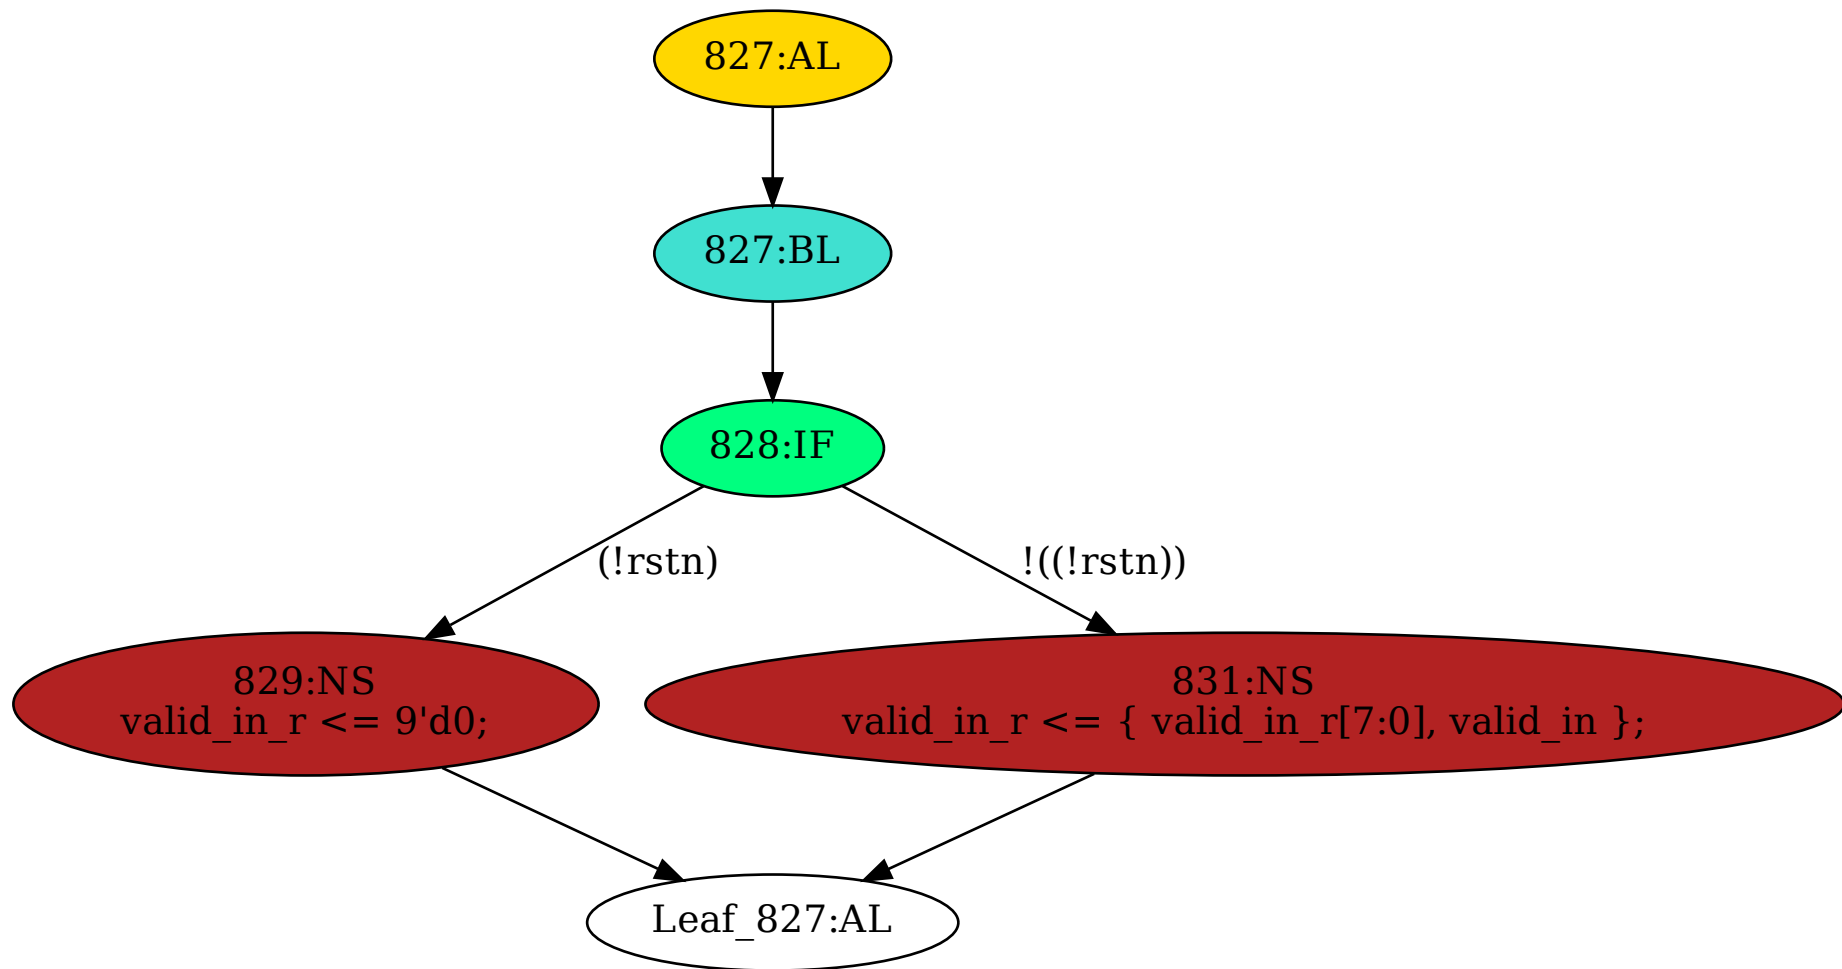 827:AL
827:BL
828:IF
(!rstn)
!((!rstn))
829:NS
valid_in_r <= 9'd0;
831:NS
valid_in_r <= { valid_in_r[7:0], valid_in };
Leaf_827:AL